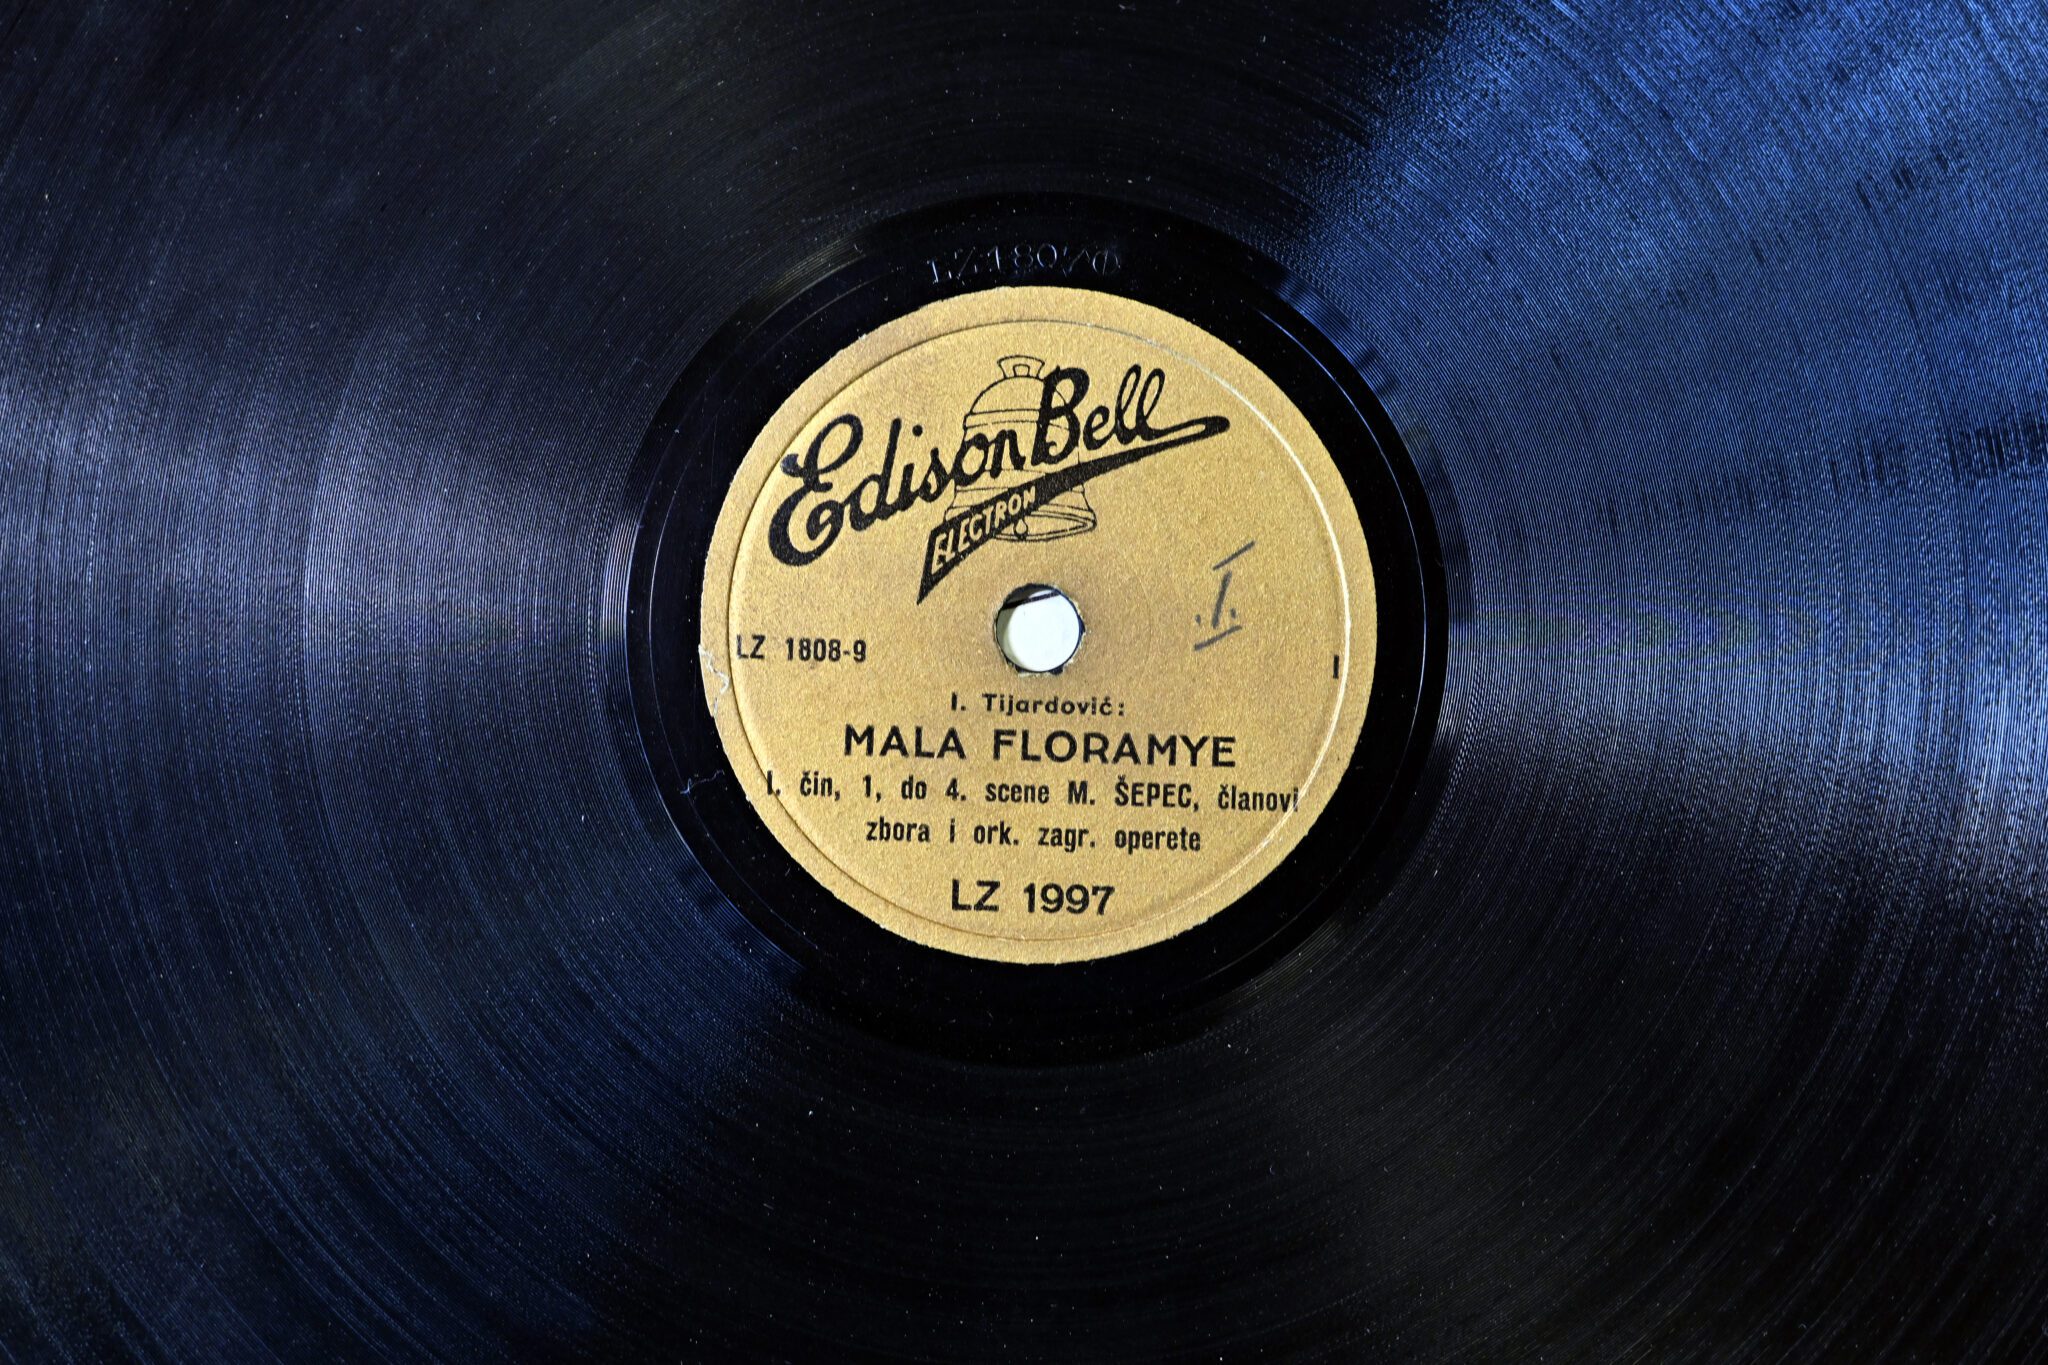 Edison Bell
ELECTRON
.I.
LZ 1808-9
I
I. Tijardović:
MALA FLORAMYE
I. čin, 1, do 4. scene M. ŠEPEC, članovi
zbora i ork. zagr. operete
LZ 1997